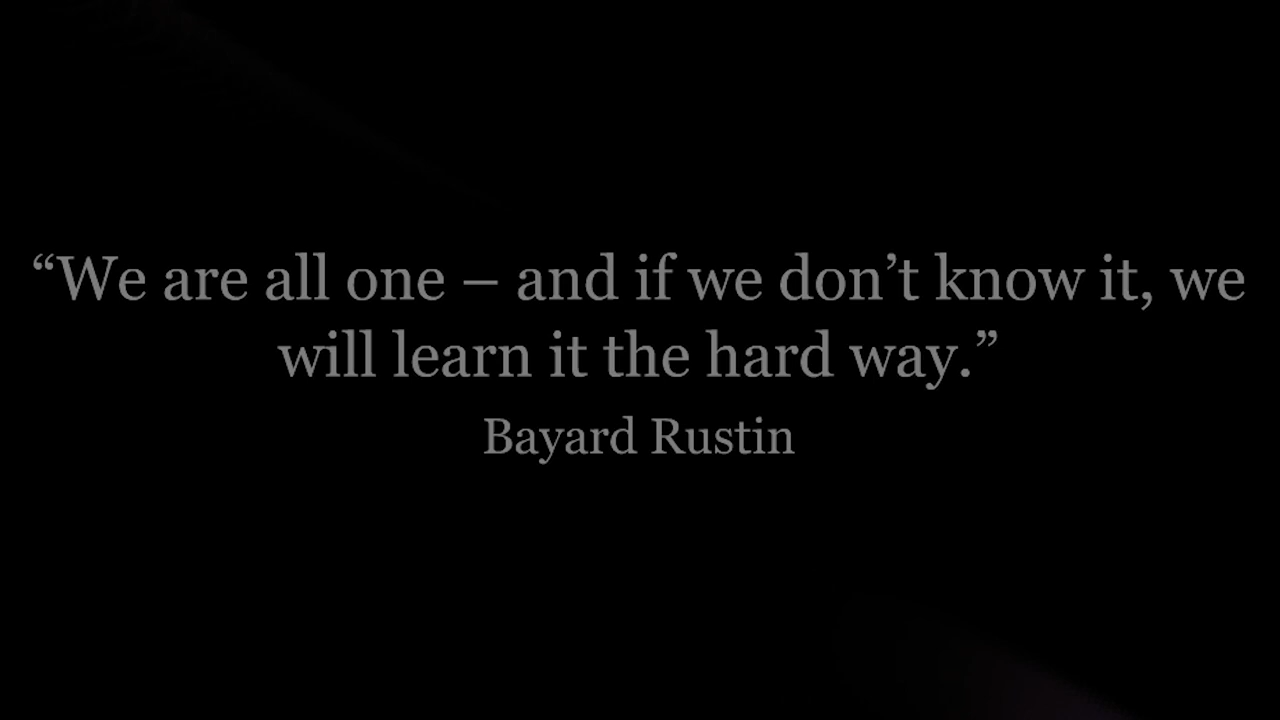 “We are all one – and if we don’t know it, we
will learn it the hard way.”
Bayard Rustin